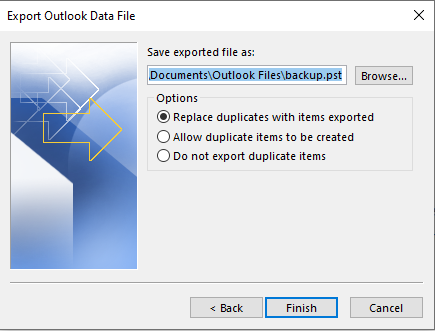 Export Outlook Data File
Save exported file as:
.Documents\Outlook Files\backup.pst
Browse...
Options
Replace duplicates with items exported
Allow duplicate items to be created
Do not export duplicate items
< Back
Finish
Cancel